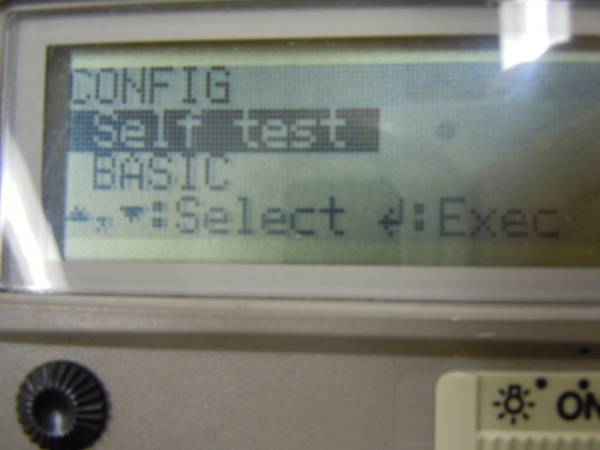 CONFIG
Self test
BASIC
▲,▼:Select ↲:Exec
ON